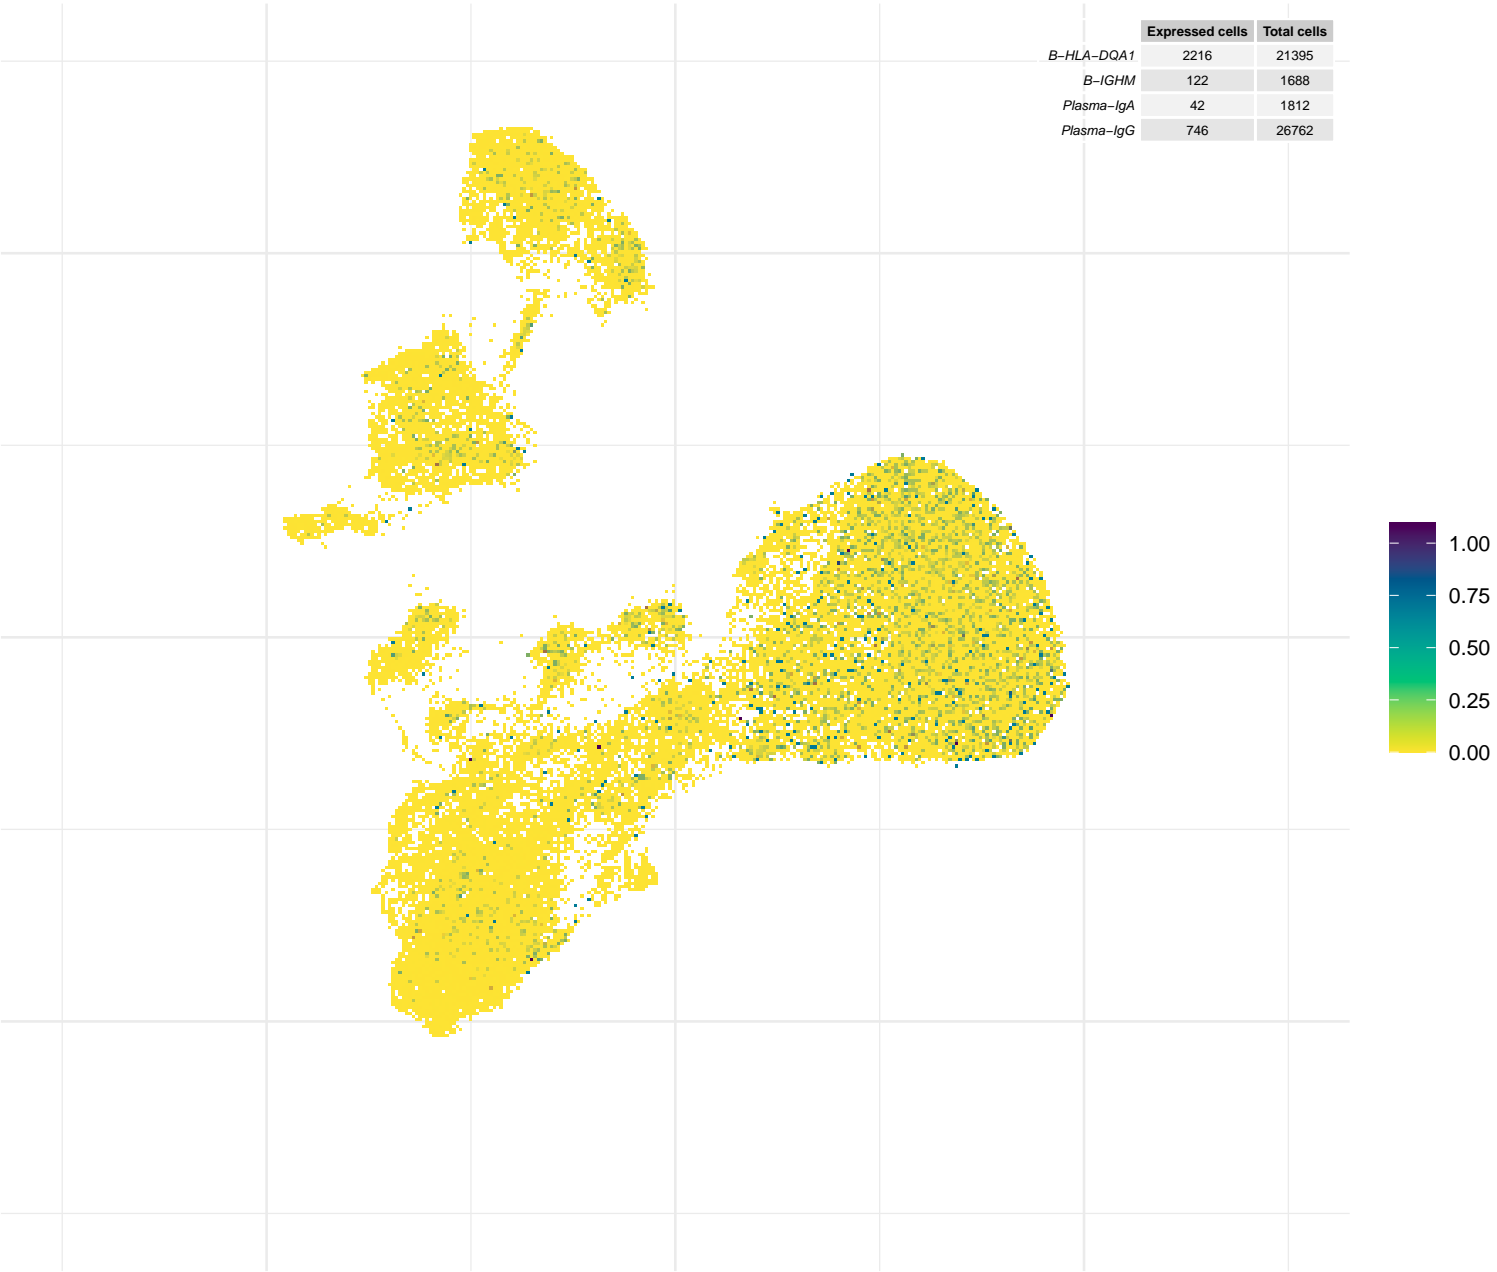 Expressed cells Total cells
B−HLA−DQA1 2216 21395
B−IGHM 122 1688
Plasma−IgA 42 1812
Plasma−IgG 746 26762
1.00
0.75
0.50
0.25
0.00